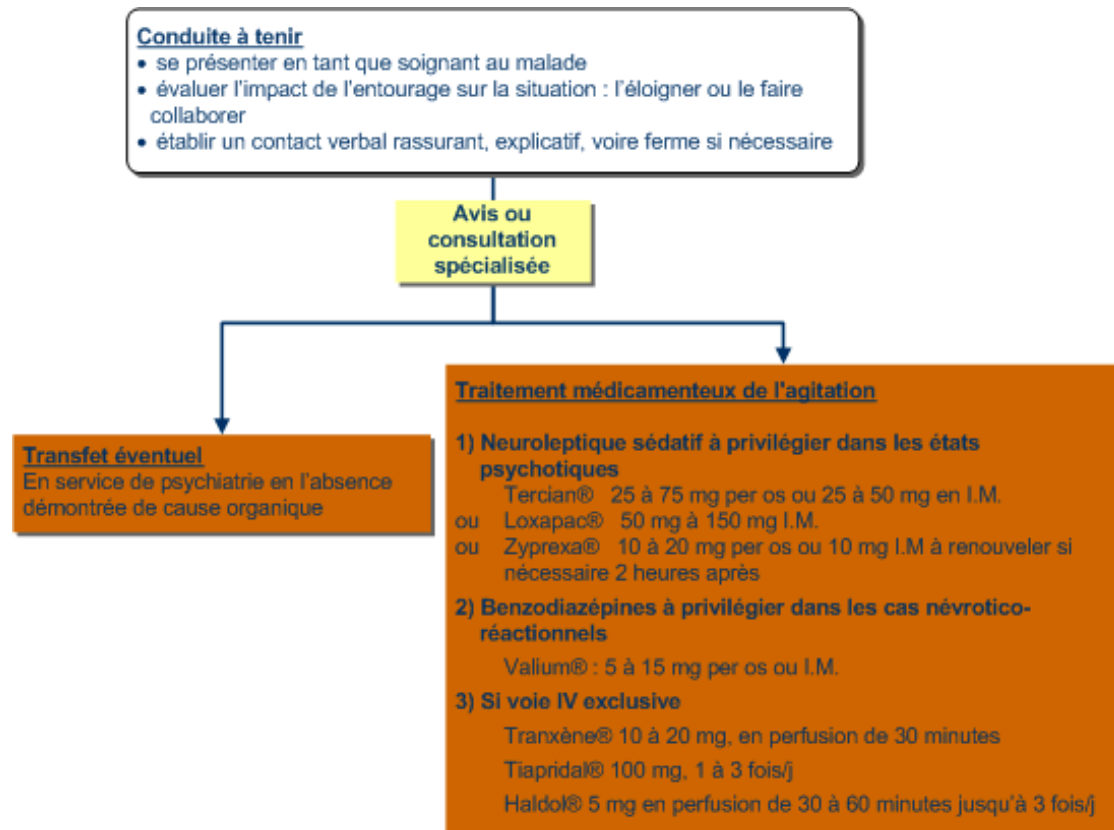 Conduite à tenir
• se présenter en tant que soignant au malade
• évaluer l'impact de l'entourage sur la situation : l'éloigner ou le faire
collaborer
• établir un contact verbal rassurant, explicatif, voire ferme si nécessaire
Avis ou
consultation
spécialisée
Transfet éventuel
En service de psychiatrie en l'absence
démontrée de cause organique
Traitement médicamenteux de l'agitation
1) Neuroleptique sédatif à privilégier dans les états
psychotiques
Tercian® 25 à 75 mg per os ou 25 à 50 mg en I.M.
ou Loxapac® 50 mg à 150 mg I.M.
ou Zyprexa® 10 à 20 mg per os ou 10 mg I.M à renouveler si
nécessaire 2 heures après
2) Benzodiazépines à privilégier dans les cas névrotico-
réactionnels
Valium® : 5 à 15 mg per os ou I.M.
3) Si voie IV exclusive
Tranxène® 10 à 20 mg, en perfusion de 30 minutes
Tiapridal® 100 mg, 1 à 3 fois/j
Haldol® 5 mg en perfusion de 30 à 60 minutes jusqu'à 3 fois/j